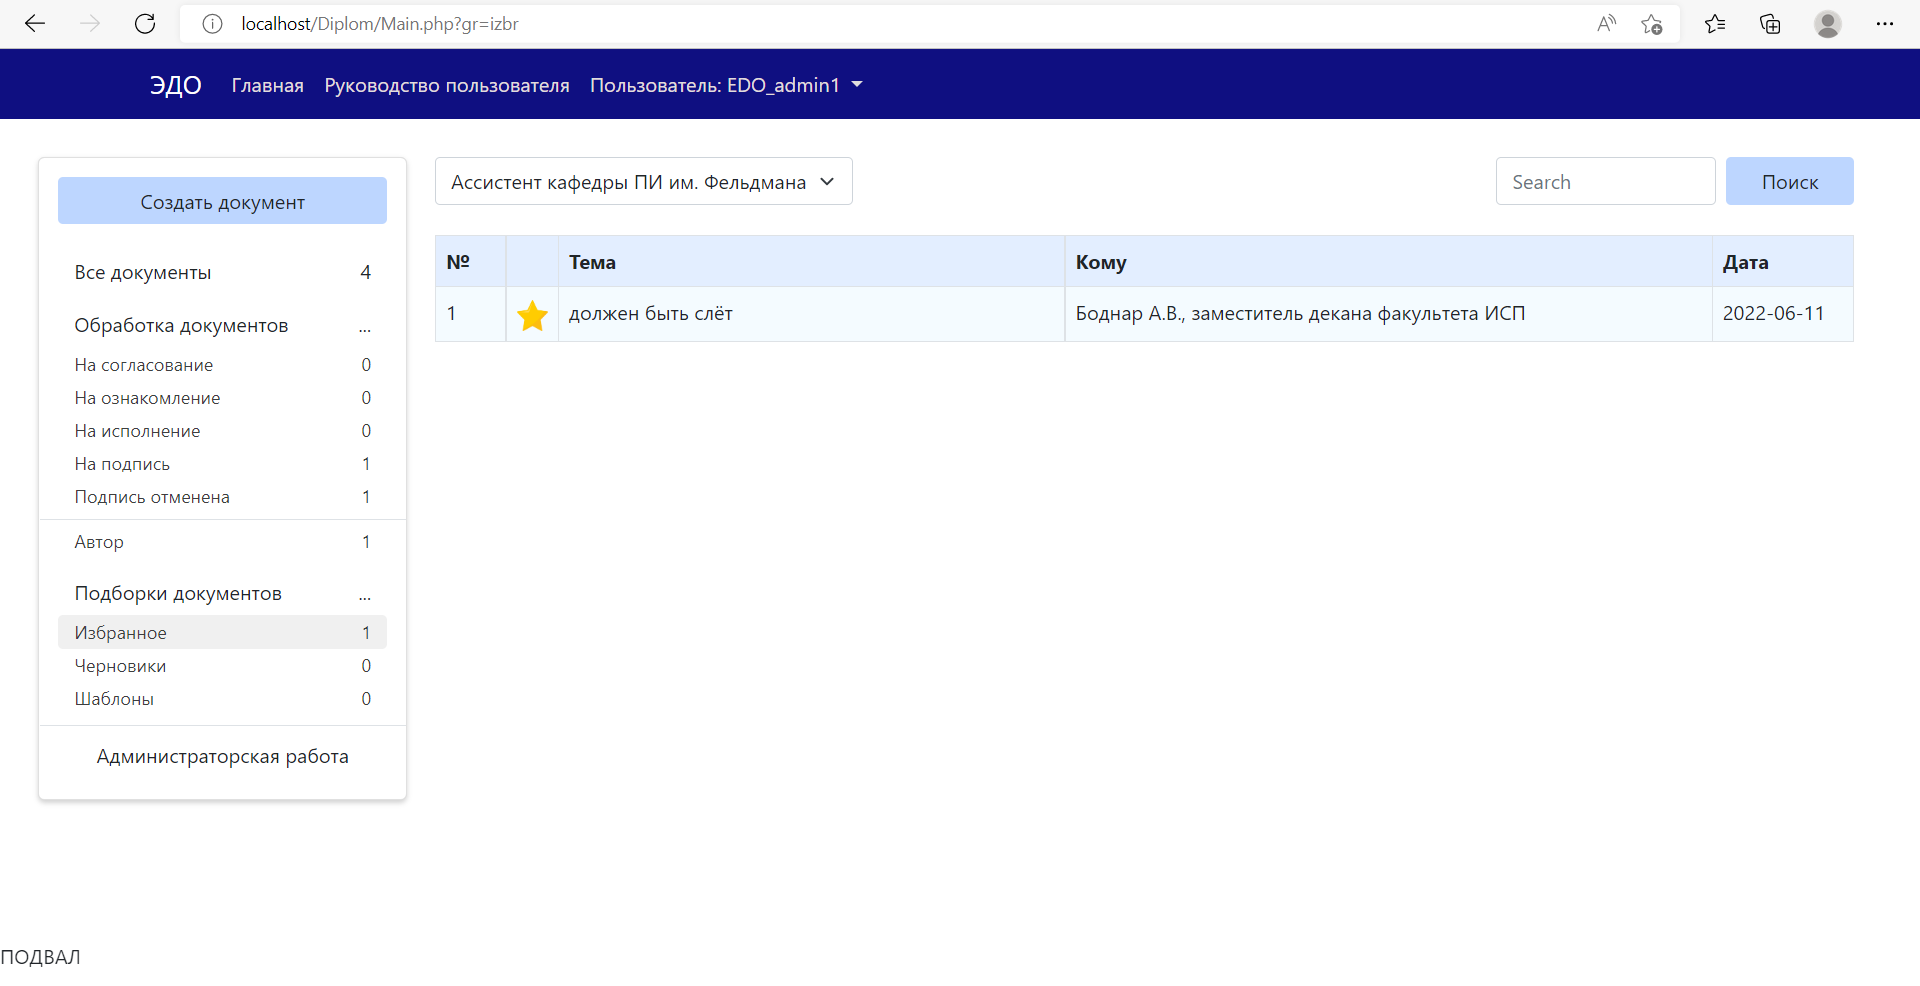 localhost/Diplom/Main.php?gr=izbr
ЭДО Главная Руководство пользователя Пользователь: EDO_admin1
Создать документ
Все документы 4
Обработка документов ...
На согласование 0
На ознакомление 0
На исполнение 0
На подпись 1
Подпись отменена 1
Автор 1
Подборки документов ...
Избранное 1
Черновики 0
Шаблоны 0
Администраторская работа
Ассистент кафедры ПИ им. Фельдмана
Search Поиск
№ Тема Кому Дата
1 должен быть слёт Боднар А.В., заместитель декана факультета ИСП 2022-06-11
ПОДВАЛ